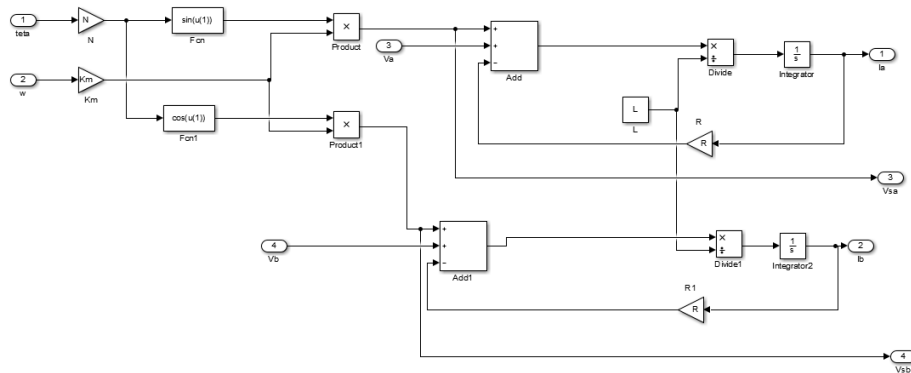 1
teta
N
N
sin(u(1))
Fcn
×
Product
3
Va
+
+
−
Add
×
÷
Divide
1
s
Integrator
1
Ia
2
w
Km
Km
cos(u(1))
Fcn1
×
Product1
L
L
R
R
3
Vsa
4
Vb
+
+
−
Add1
×
÷
Divide1
1
s
Integrator2
2
Ib
R1
R
4
Vsb